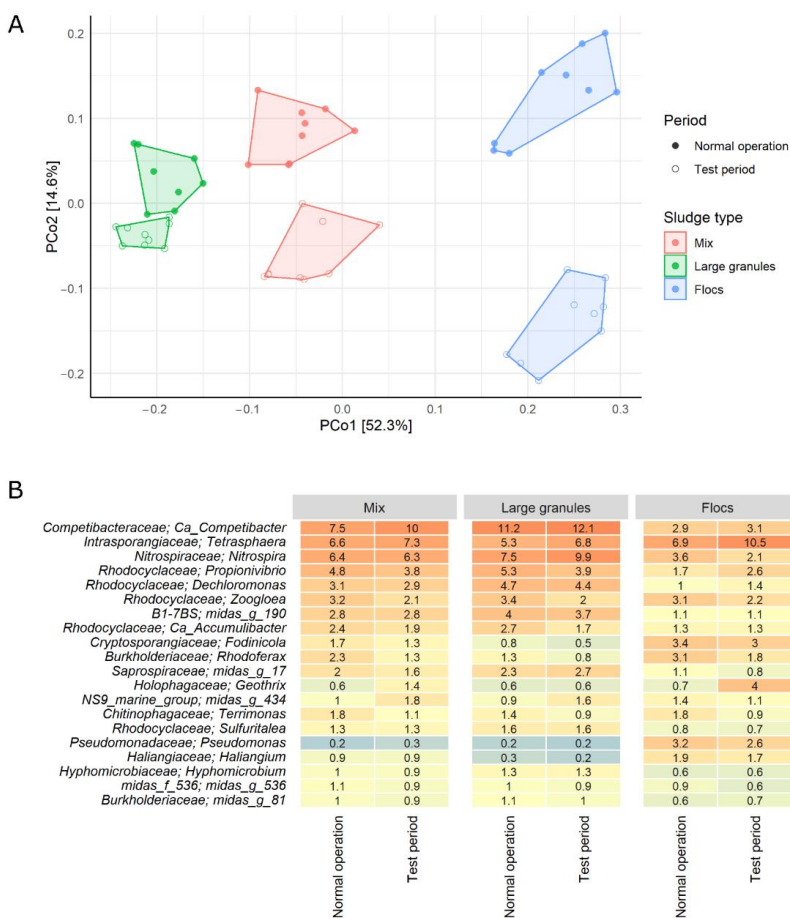 A
0.2
0.1
0.0
−0.1
−0.2
PCo2 [14.6%]
−0.2
−0.1
0.0
0.1
0.2
0.3
PCo1 [52.3%]
Period
Normal operation
Test period
Sludge type
Mix
Large granules
Flocs
B
Mix Large granules Flocs
Competibacteraceae; Ca_Competibacter 7.5 10 11.2 12.1 2.9 3.1
Intrasporangiaceae; Tetrasphaera 6.6 7.3 5.3 6.8 6.9 10.5
Nitrospiraceae; Nitrospira 6.4 6.3 7.5 9.9 3.6 2.1
Rhodocyclaceae; Propionivibrio 4.8 3.8 5.3 3.9 1.7 2.6
Rhodocyclaceae; Dechloromonas 3.1 2.9 4.7 4.4 1 1.4
Rhodocyclaceae; Zoogloea 3.2 2.1 3.4 2 3.1 2.2
B1-7BS; midas_g_190 2.8 2.8 4 3.7 1.1 1.1
Rhodocyclaceae; Ca_Accumulibacter 2.4 1.9 2.7 1.7 1.3 1.3
Cryptosporangiaceae; Fodinicola 1.7 1.3 0.8 0.5 3.4 3
Burkholderiaceae; Rhodoferax 2.3 1.3 1.3 0.8 3.1 1.8
Saprospiraceae; midas_g_17 2 1.6 2.3 2.7 1.1 0.8
Holophagaceae; Geothrix 0.6 1.4 0.6 0.6 0.7 4
NS9_marine_group; midas_g_434 1 1.8 0.9 1.6 1.4 1.1
Chitinophagaceae; Terrimonas 1.8 1.1 1.4 0.9 1.8 0.9
Rhodocyclaceae; Sulfuritalea 1.3 1.3 1.6 1.6 0.8 0.7
Pseudomonadaceae; Pseudomonas 0.2 0.3 0.2 0.2 3.2 2.6
Haliangiaceae; Haliangium 0.9 0.9 0.3 0.2 1.9 1.7
Hyphomicrobiaceae; Hyphomicrobium 1 0.9 1.3 1.3 0.6 0.6
midas_f_536; midas_g_536 1.1 0.9 1 0.9 0.9 0.6
Burkholderiaceae; midas_g_81 1 0.9 1.1 1 0.6 0.7
Normal operation
Test period
Normal operation
Test period
Normal operation
Test period